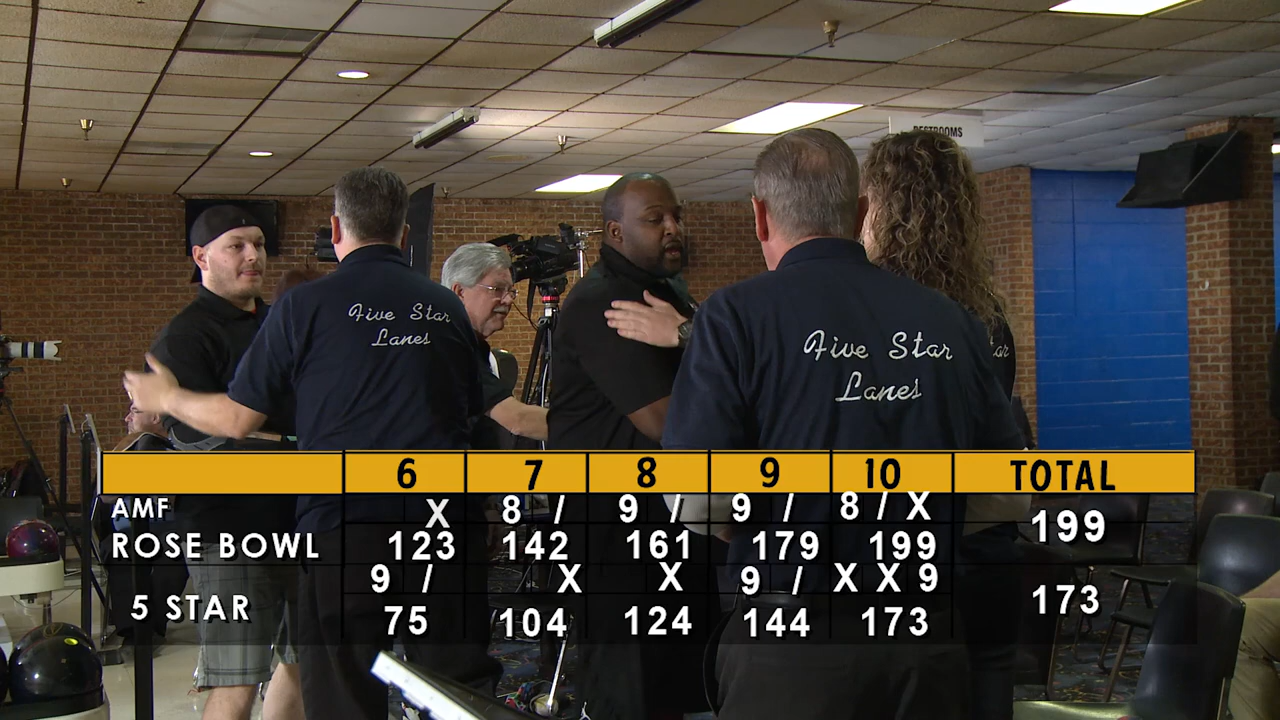 RESTROOMS
Five Star
Lanes
Five Star
Lanes
6 7 8 9 10 TOTAL
AMF X 8 / 9 / 9 / 8 / X
ROSE BOWL 123 142 161 179 199 199
9 / X X 9 / X X 9
5 STAR 75 104 124 144 173 173